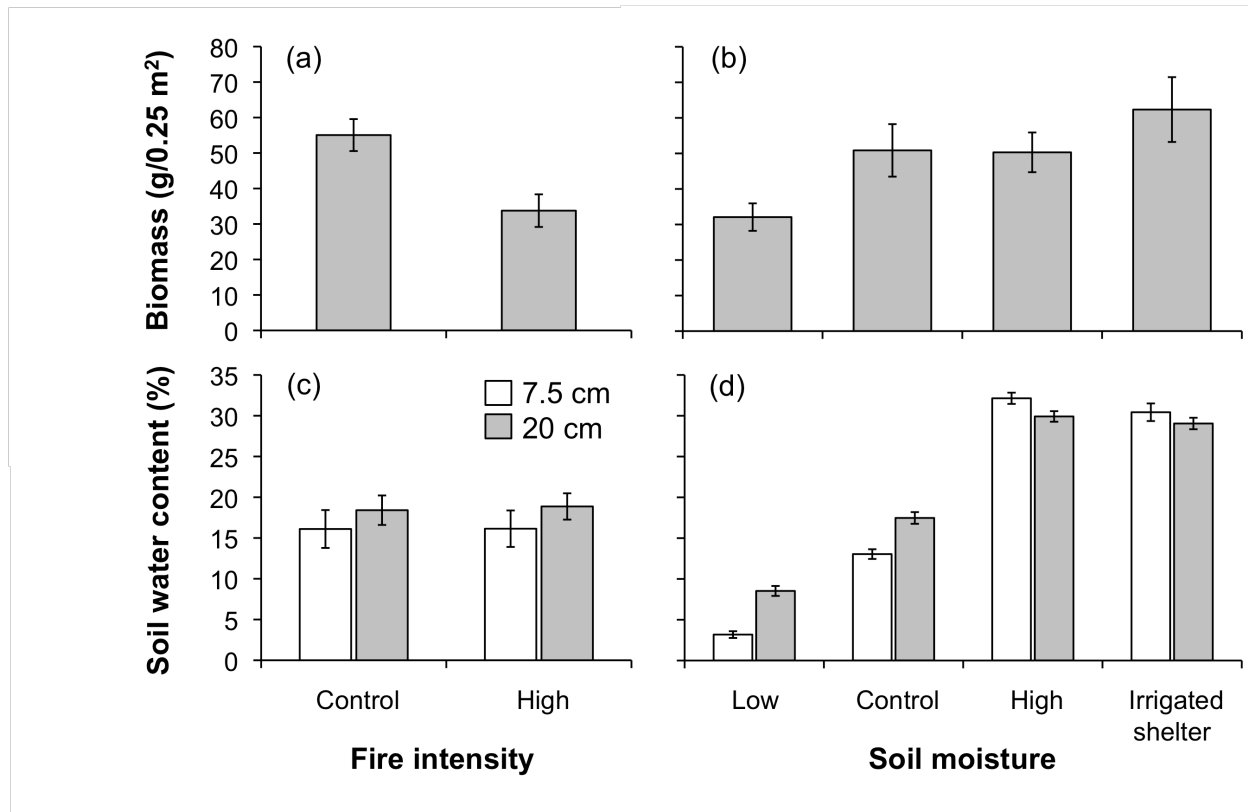 (a)
(b)
Biomass (g/0.25 m²)
80
70
60
50
40
30
20
10
0
(c)
(d)
7.5 cm
20 cm
Soil water content (%)
35
30
25
20
15
10
5
0
Control
High
Low
Control
High
Irrigated
shelter
Fire intensity
Soil moisture